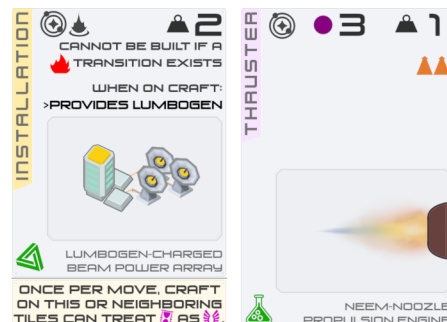 INSTALLATION
2
CANNOT BE BUILT IF A
TRANSITION EXISTS
WHEN ON CRAFT:
>PROVIDES LUMBOGEN
LUMBOGEN-CHARGED
BEAM POWER ARRAY
ONCE PER MOVE, CRAFT
ON THIS OR NEIGHBORING
TILES CAN TREAT AS
THRUSTER
3
1
NEEM-NOOZLE
PROPULSION ENGINE